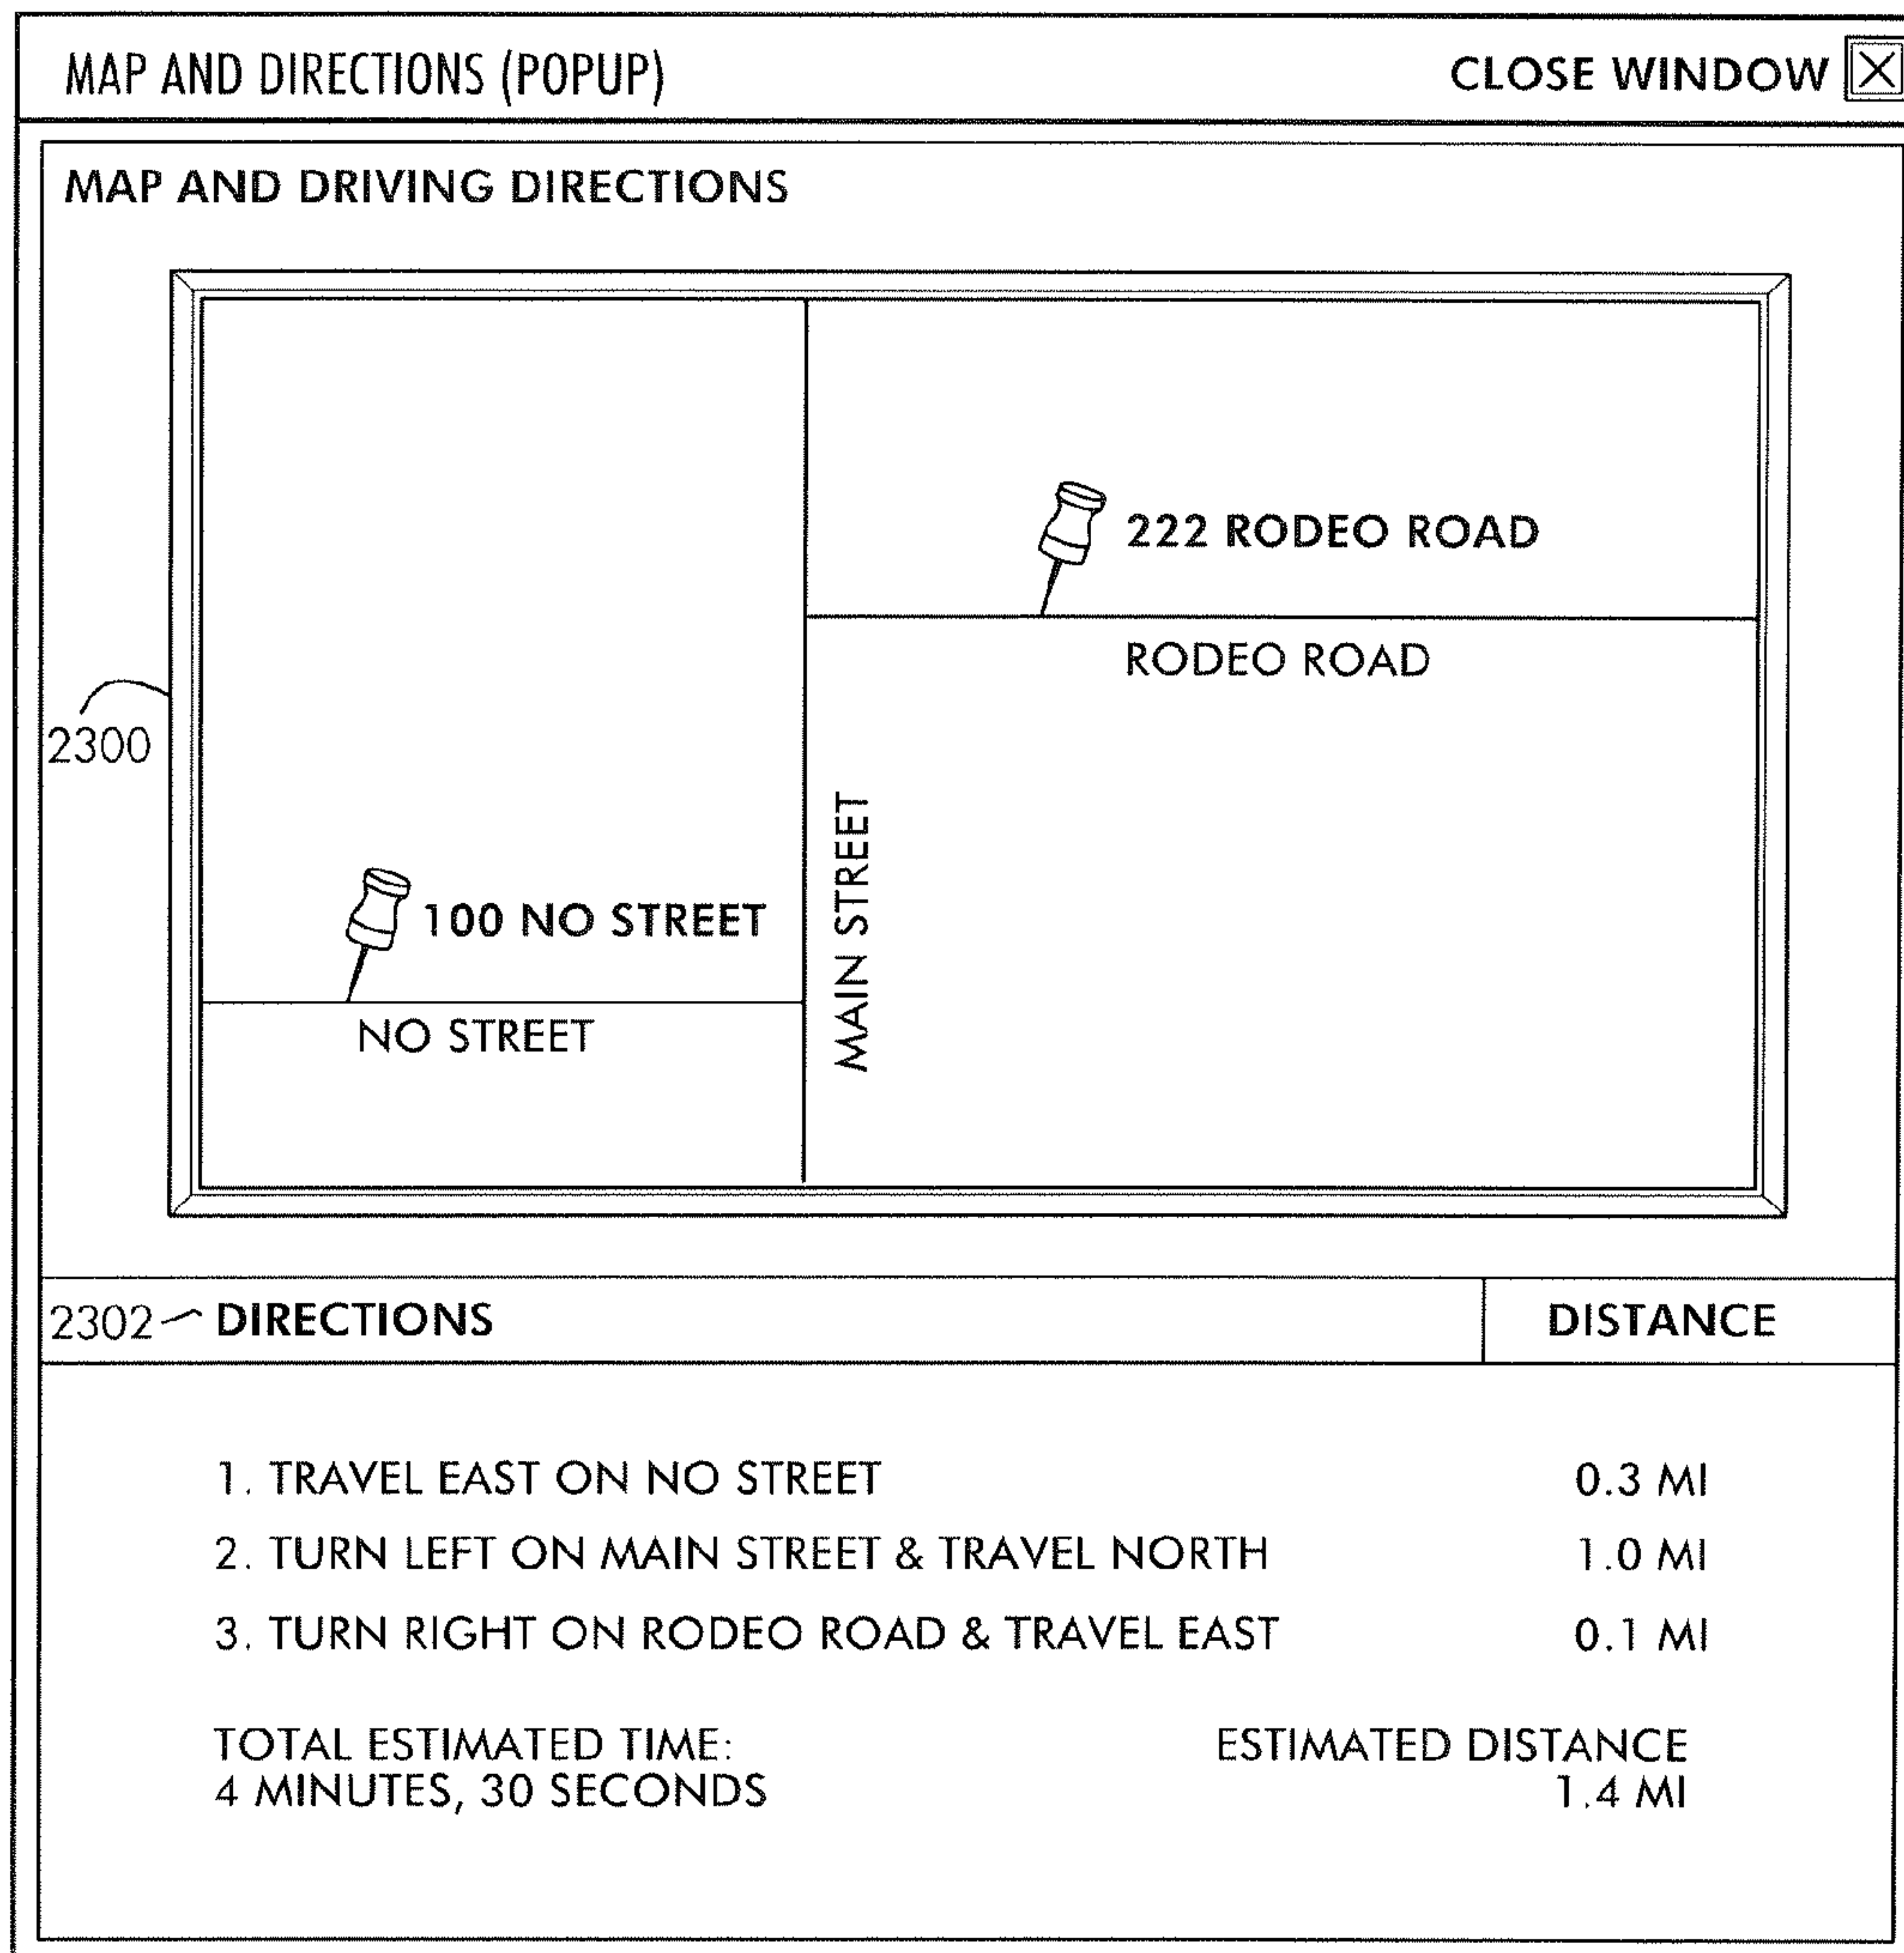 MAP AND DIRECTIONS (POPUP) CLOSE WINDOW
MAP AND DRIVING DIRECTIONS
222 RODEO ROAD
RODEO ROAD
2300
MAIN STREET
100 NO STREET
NO STREET
2302 DIRECTIONS DISTANCE
1. TRAVEL EAST ON NO STREET 0.3 MI
2. TURN LEFT ON MAIN STREET & TRAVEL NORTH 1.0 MI
3. TURN RIGHT ON RODEO ROAD & TRAVEL EAST 0.1 MI
TOTAL ESTIMATED TIME: ESTIMATED DISTANCE
4 MINUTES, 30 SECONDS 1.4 MI